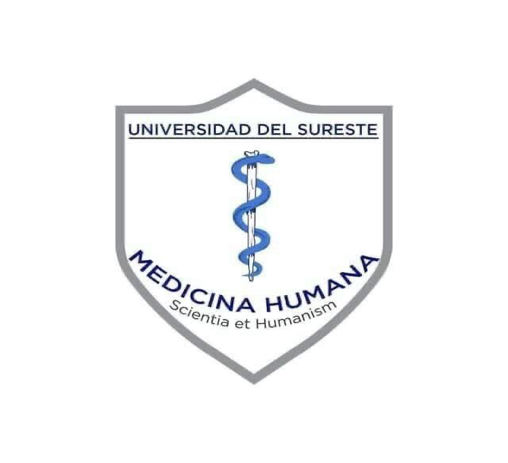 UNIVERSIDAD DEL SURESTE
MEDICINA HUMANA
Scientia et Humanism